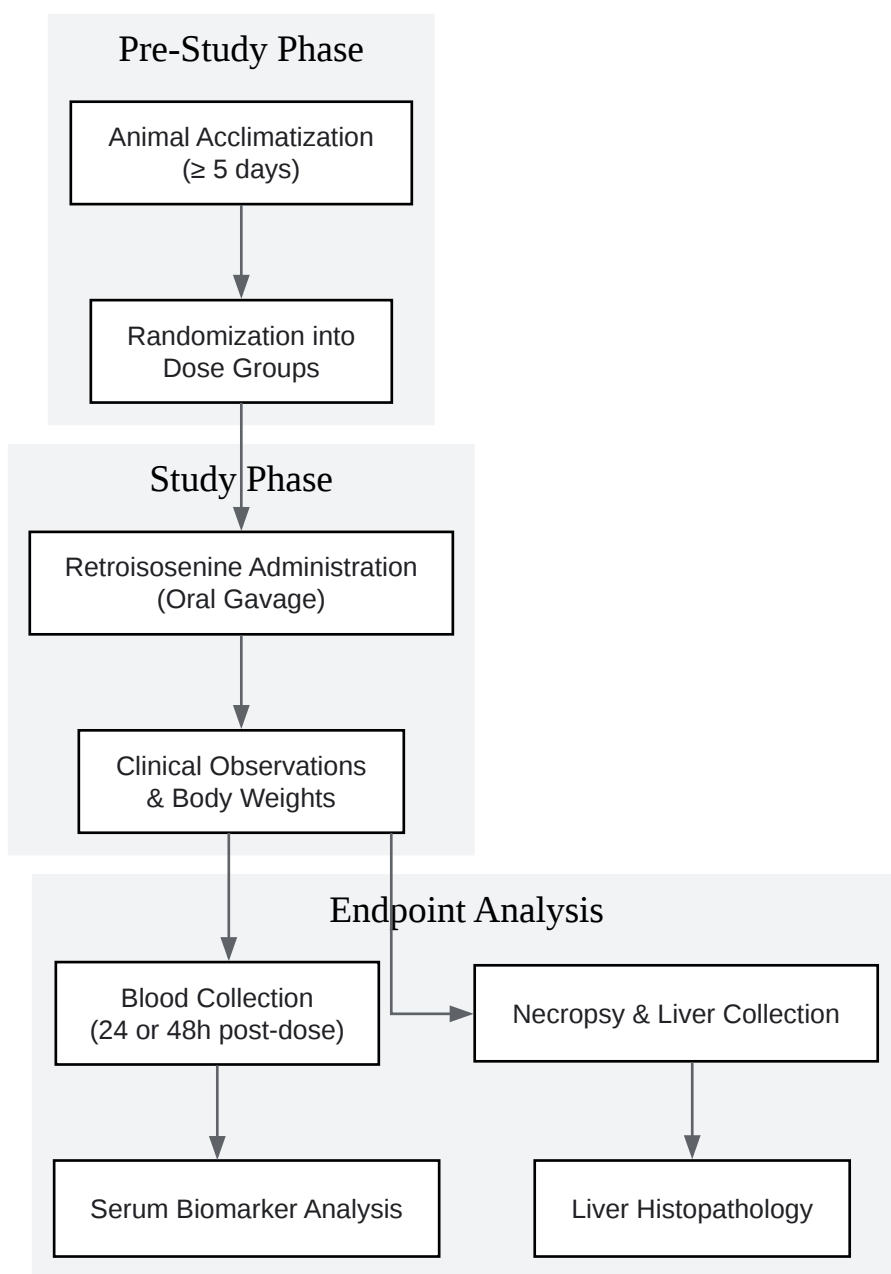 Pre-Study Phase
Animal Acclimatization
(≥ 5 days)
Randomization into
Dose Groups
Study Phase
Retroisosenine Administration
(Oral Gavage)
Clinical Observations
& Body Weights
Endpoint Analysis
Blood Collection
(24 or 48h post-dose)
Necropsy & Liver Collection
Serum Biomarker Analysis
Liver Histopathology